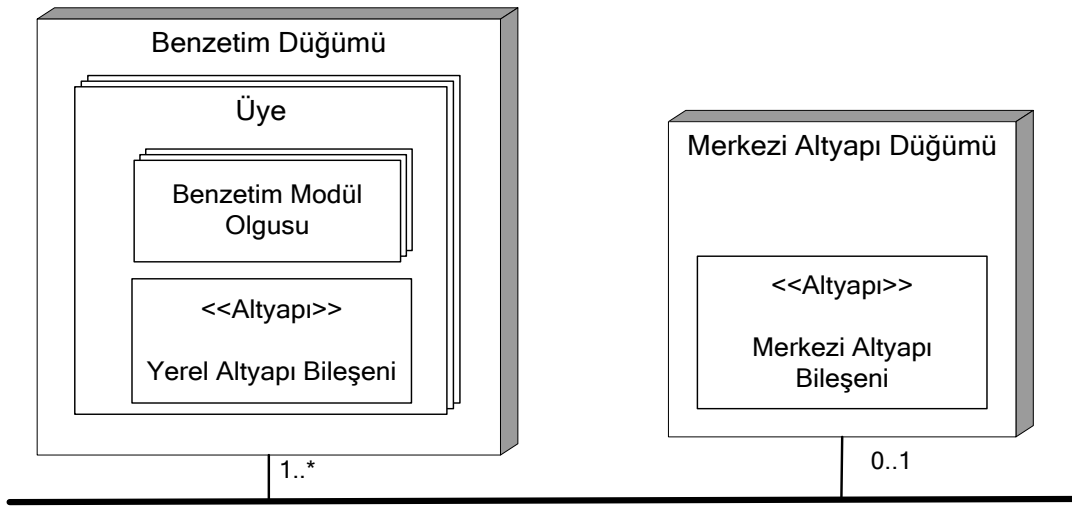 Benzetim Düğümü
Üye
Benzetim Modül
Olgusu
<<Altyapı>>
Yerel Altyapı Bileşeni
1..*
Merkezi Altyapı Düğümü
<<Altyapı>>
Merkezi Altyapı
Bileşeni
0..1